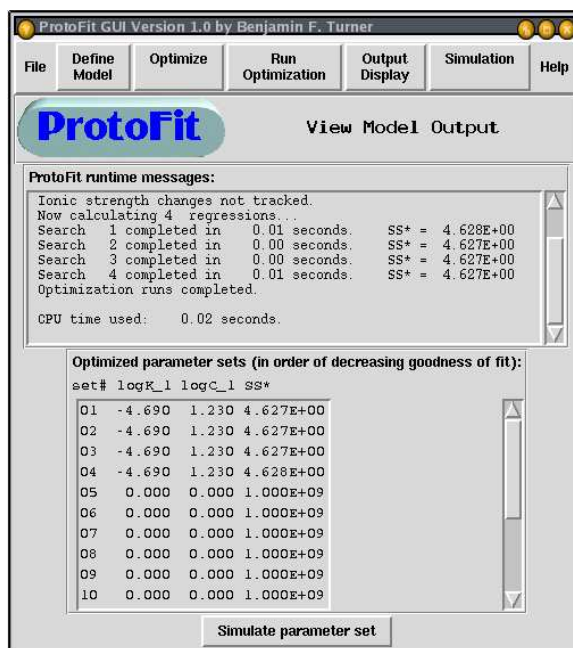 ProtoFit GUI Version 1.0 by Benjamin F. Turner
File Define Model Optimize Run Optimization Output Display Simulation Help
ProtoFit View Model Output
ProtoFit runtime messages:
Ionic strength changes not tracked.
Now calculating 4 regressions...
Search 1 completed in 0.01 seconds. SS* = 4.628E+00
Search 2 completed in 0.00 seconds. SS* = 4.627E+00
Search 3 completed in 0.00 seconds. SS* = 4.627E+00
Search 4 completed in 0.01 seconds. SS* = 4.627E+00
Optimization runs completed.
CPU time used: 0.02 seconds.
Optimized parameter sets (in order of decreasing goodness of fit):
set# logK_1 logC_1 SS*
01 -4.690 1.230 4.627E+00
02 -4.690 1.230 4.627E+00
03 -4.690 1.230 4.627E+00
04 -4.690 1.230 4.628E+00
05 0.000 0.000 1.000E+09
06 0.000 0.000 1.000E+09
07 0.000 0.000 1.000E+09
08 0.000 0.000 1.000E+09
09 0.000 0.000 1.000E+09
10 0.000 0.000 1.000E+09
Simulate parameter set